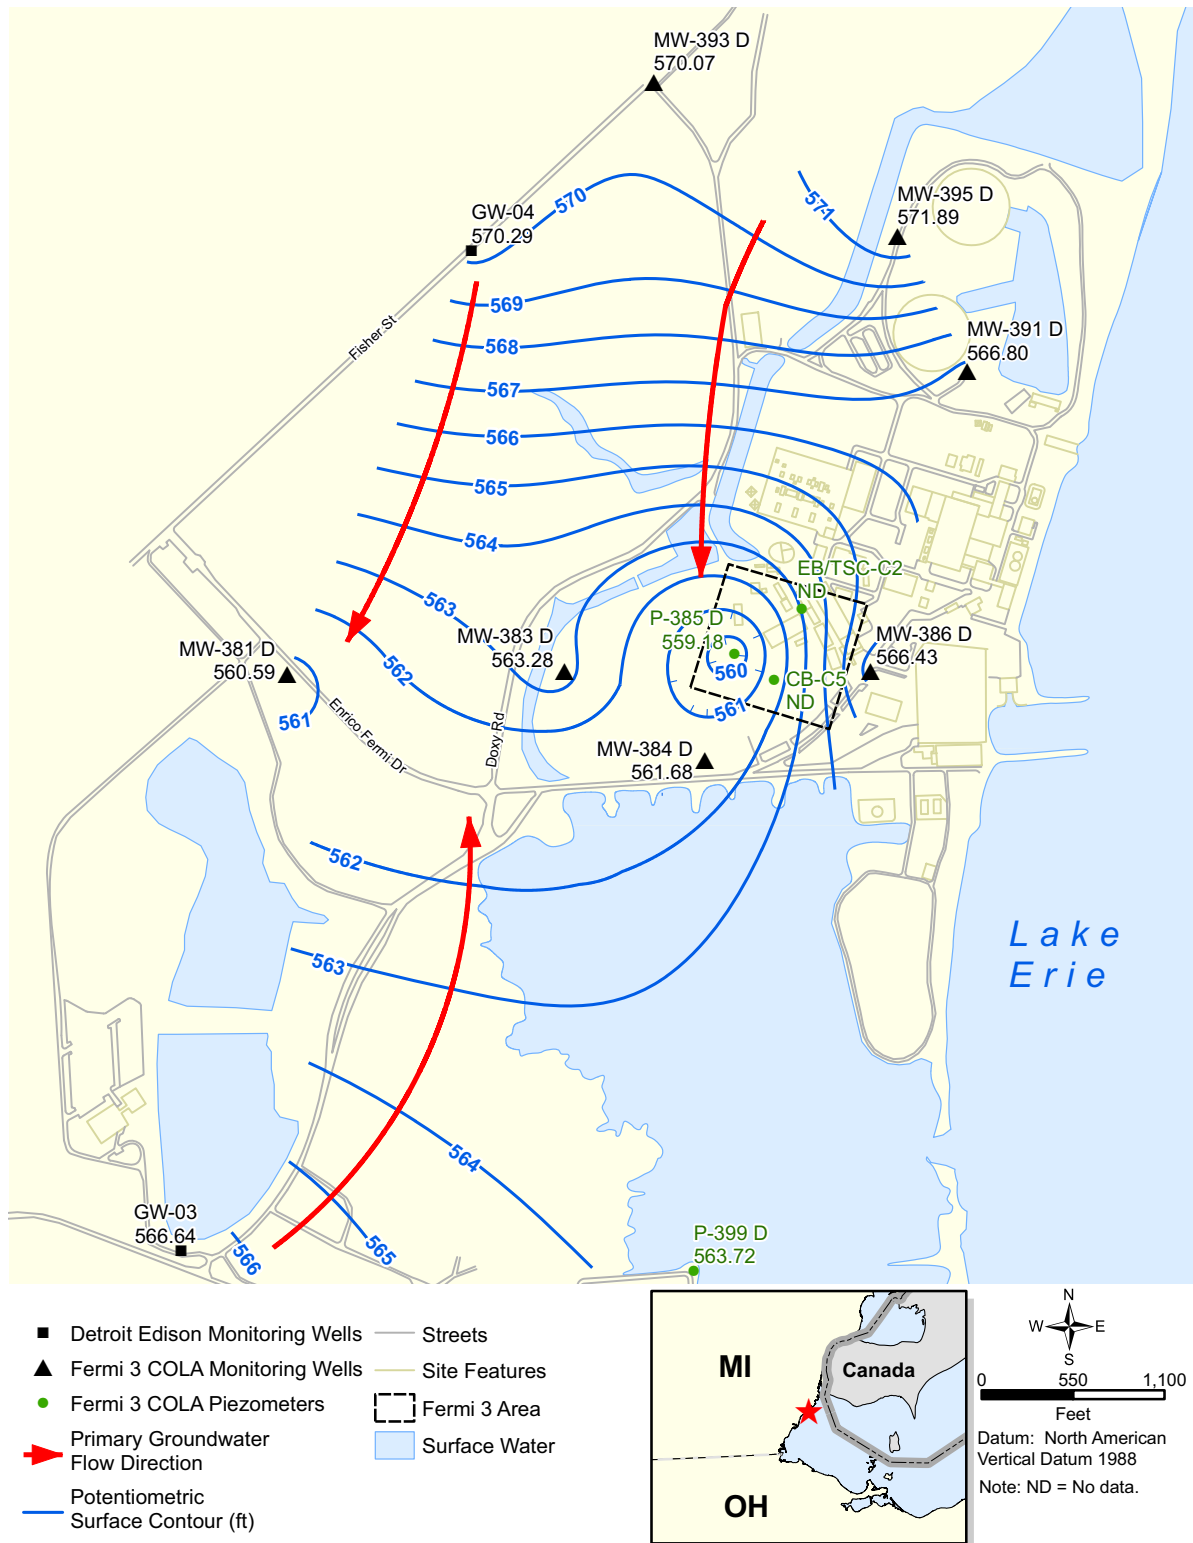 MW-393 D
570.07
570
571
MW-395 D
571.89
GW-04
570.29
569
Fisher St
568
MW-391 D
566.80
567
566
565
564
EB/TSC-C2
ND
563
P-385 D
559.18
MW-381 D
560.59
MW-383 D
563.28
MW-386 D
566.43
562
560
CB-C5
ND
561
561
Enrico Fermi Dr
Doxy Rd
MW-384 D
561.68
562
Lake
Erie
563
564
GW-03
566.64
566
565
P-399 D
563.72
Detroit Edison Monitoring Wells
Fermi 3 COLA Monitoring Wells
Fermi 3 COLA Piezometers
Primary Groundwater
Flow Direction
Potentiometric
Surface Contour (ft)
Streets
Site Features
Fermi 3 Area
Surface Water
MI
Canada
OH
N
W
E
S
0 550 1,100
Feet
Datum: North American
Vertical Datum 1988
Note: ND = No data.